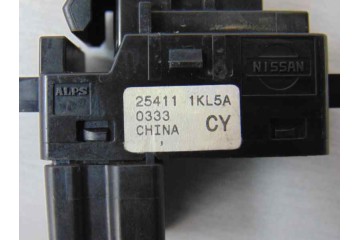 ALPS
NISSAN
25411 1KL5A
0333
CHINA CY